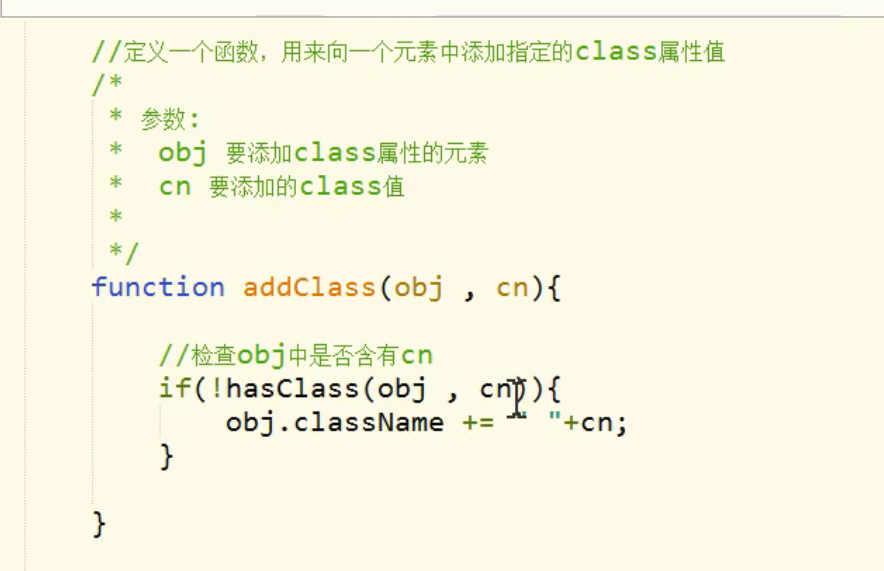 //定义一个函数，用来向一个元素中添加指定的class属性值
/*
* 参数：
* obj 要添加class属性的元素
* cn 要添加的class值
*
*/
function addClass(obj , cn){
//检查obj中是否含有cn
if(!hasClass(obj , cn)){
obj.className += " "+cn;
}
}